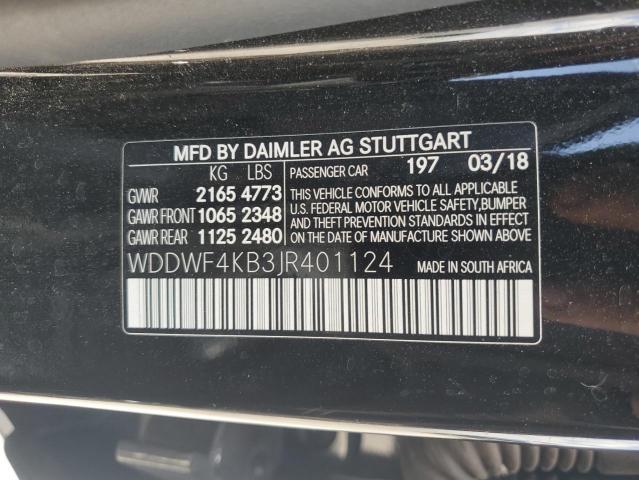 MFD BY DAIMLER AG STUTTGART
KG LBS
GVWR 2165 4773
GAWR FRONT 1065 2348
GAWR REAR 1125 2480
PASSENGER CAR 197 03/18
THIS VEHICLE CONFORMS TO ALL APPLICABLE
U.S. FEDERAL MOTOR VEHICLE SAFETY,BUMPER
AND THEFT PREVENTION STANDARDS IN EFFECT
ON THE DATE OF MANUFACTURE SHOWN ABOVE.
WDDWF4KB3JR401124 MADE IN SOUTH AFRICA